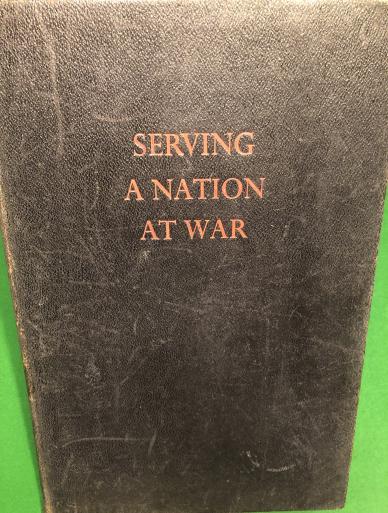 SERVING
A NATION
AT WAR